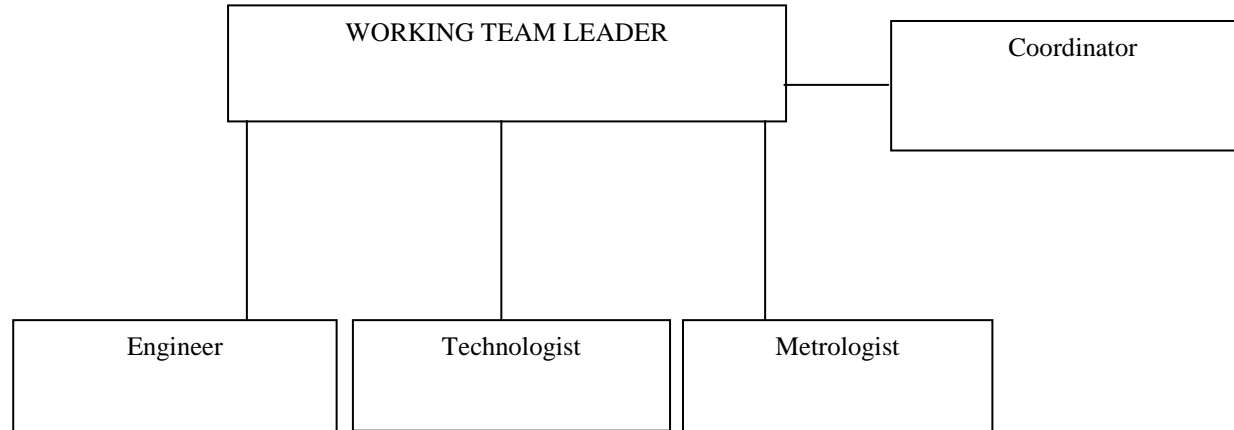 WORKING TEAM LEADER
Coordinator
Engineer
Technologist
Metrologist